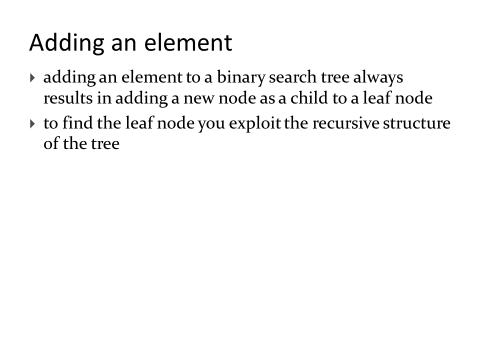 Adding an element
adding an element to a binary search tree always
results in adding a new node as a child to a leaf node
to find the leaf node you exploit the recursive structure
of the tree